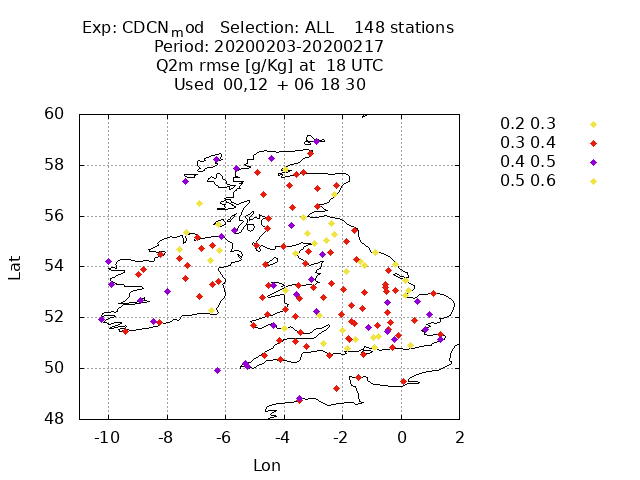 Exp: CDCNmod   Selection: ALL    148 stations
Period: 20200203-20200217
Q2m rmse [g/Kg] at  18 UTC
Used  00,12  + 06 18 30
60
58
56
54
52
50
48
Lat
-10 -8 -6 -4 -2 0 2
Lon
0.2 0.3
0.3 0.4
0.4 0.5
0.5 0.6